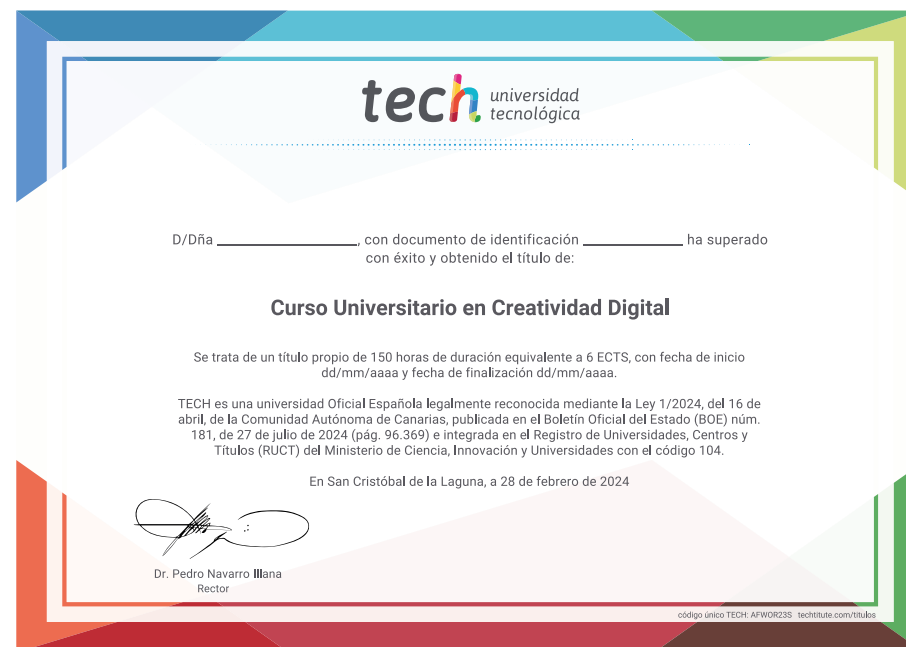 tech universidad
tecnológica
D/Dña ______________, con documento de identificación __________ ha superado
con éxito y obtenido el título de:
Curso Universitario en Creatividad Digital
Se trata de un título propio de 150 horas de duración equivalente a 6 ECTS, con fecha de inicio
dd/mm/aaaa y fecha de finalización dd/mm/aaaa.
TECH es una universidad Oficial Española legalmente reconocida mediante la Ley 1/2024, del 16 de
abril, de la Comunidad Autónoma de Canarias, publicada en el Boletín Oficial del Estado (BOE) núm.
181, de 27 de julio de 2024 (pág. 96.369) e integrada en el Registro de Universidades, Centros y
Títulos (RUCT) del Ministerio de Ciencia, Innovación y Universidades con el código 104.
En San Cristóbal de la Laguna, a 28 de febrero de 2024
Dr. Pedro Navarro Illana
Rector
código único TECH: AFWOR23S techtitute.com/titulos